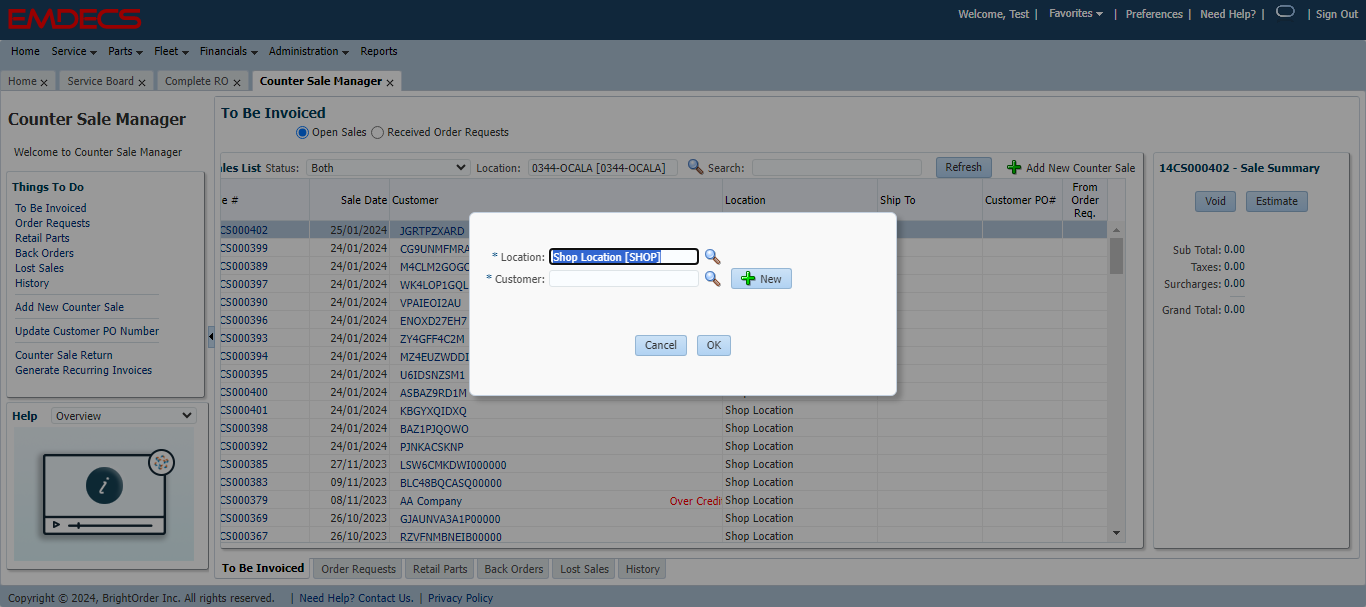 EMDECS
Welcome, Test | Favorites | Preferences | Need Help? | | Sign Out
Home Service Parts Fleet Financials Administration Reports
Home x Service Board x Complete RO x Counter Sale Manager x
Counter Sale Manager
Welcome to Counter Sale Manager
Things To Do
To Be Invoiced
Order Requests
Retail Parts
Back Orders
Lost Sales
History
Add New Counter Sale
Update Customer PO Number
Counter Sale Return
Generate Recurring Invoices
Help Overview
To Be Invoiced
Open Sales Received Order Requests
les List Status: Both Location: 0344-OCALA [0344-OCALA] Search: Refresh Add New Counter Sale
e # Sale Date Customer Location Ship To Customer PO# From Order Req.
CS000402 25/01/2024 JGRTPZXARD
CS000399 24/01/2024 CG9UNMFMRA
CS000389 24/01/2024 M4CLM2GOGC
CS000397 24/01/2024 WK4LOP1GQL
CS000390 24/01/2024 VPAIEOI2AU
CS000396 24/01/2024 ENOXD27EH7
CS000393 24/01/2024 ZY4GFF4C2M
CS000394 24/01/2024 MZ4EUZWDDI
CS000395 24/01/2024 U6IDSNZSM1
CS000400 24/01/2024 ASBAZ9RD1M
CS000401 24/01/2024 KBGYXQIDXQ Shop Location
CS000398 24/01/2024 BAZ1PJQOWO Shop Location
CS000392 24/01/2024 PJNKACSKNP Shop Location
CS000385 27/11/2023 LSW6CMKDWI000000 Shop Location
CS000383 09/11/2023 BLC48BQCASQ00000 Shop Location
CS000379 08/11/2023 AA Company Over Credi Shop Location
CS000369 26/10/2023 GJAUNVA3A1P00000 Shop Location
CS000367 26/10/2023 RZVFNMBNEIB00000 Shop Location
* Location: Shop Location [SHOP]
* Customer: New
Cancel OK
14CS000402 - Sale Summary
Void Estimate
Sub Total: 0.00
Taxes: 0.00
Surcharges: 0.00
Grand Total: 0.00
To Be Invoiced Order Requests Retail Parts Back Orders Lost Sales History
Copyright © 2024, BrightOrder Inc. All rights reserved. | Need Help? Contact Us. | Privacy Policy